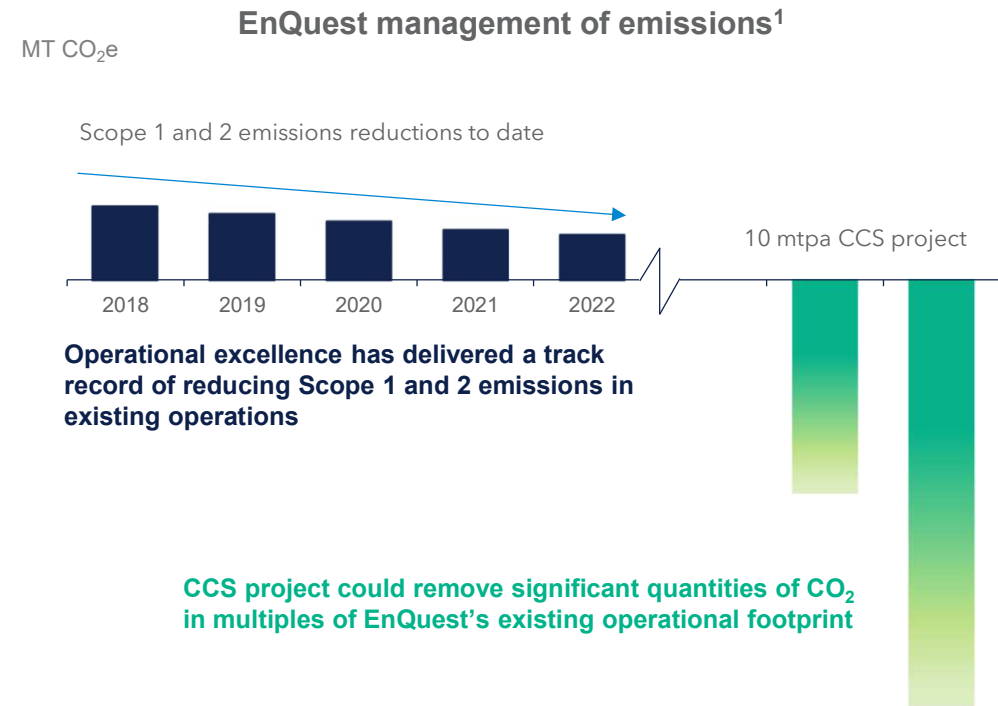 EnQuest management of emissions¹
MT CO₂e
Scope 1 and 2 emissions reductions to date
10 mtpa CCS project
2018 2019 2020 2021 2022
Operational excellence has delivered a track
record of reducing Scope 1 and 2 emissions in
existing operations
CCS project could remove significant quantities of CO₂
in multiples of EnQuest's existing operational footprint